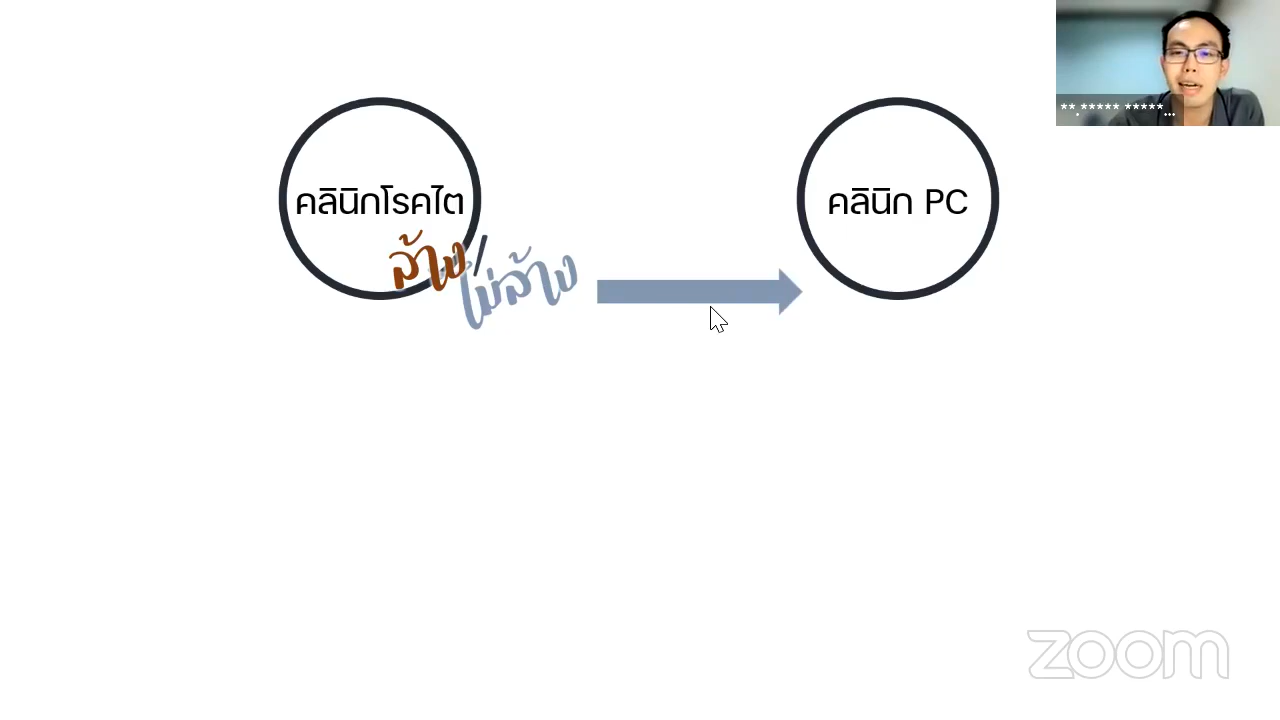 คลินิกโรคไต
ล้าง/
ไม่ล้าง
คลินิก PC
**.***** *****...
zoom